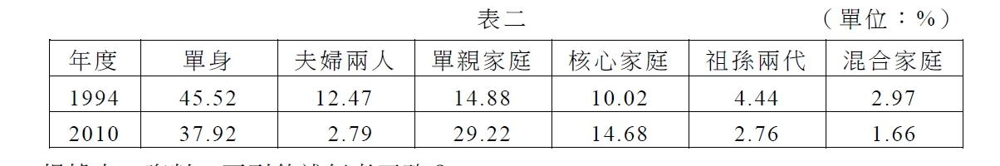 表二
（單位：%）
年度 單身 夫婦兩人 單親家庭 核心家庭 祖孫兩代 混合家庭
1994 45.52 12.47 14.88 10.02 4.44 2.97
2010 37.92 2.79 29.22 14.68 2.76 1.66